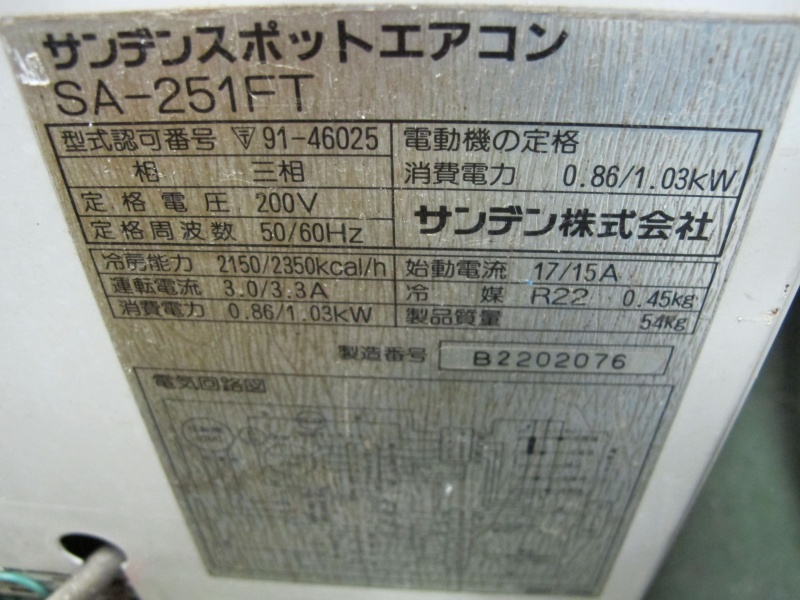 サンデンスポットエアコン
SA-251FT
型式認可番号 91-46025
相 三相
定格電圧 200V
定格周波数 50/60Hz
電動機の定格
消費電力 0.86/1.03kW
サンデン株式会社
冷房能力 2150/2350kcal/h
運転電流 3.0/3.3A
消費電力 0.86/1.03kW
始動電流 17/15A
冷媒 R22 0.45kg
製品質量 54kg
製造番号 B2202076
電気回路図